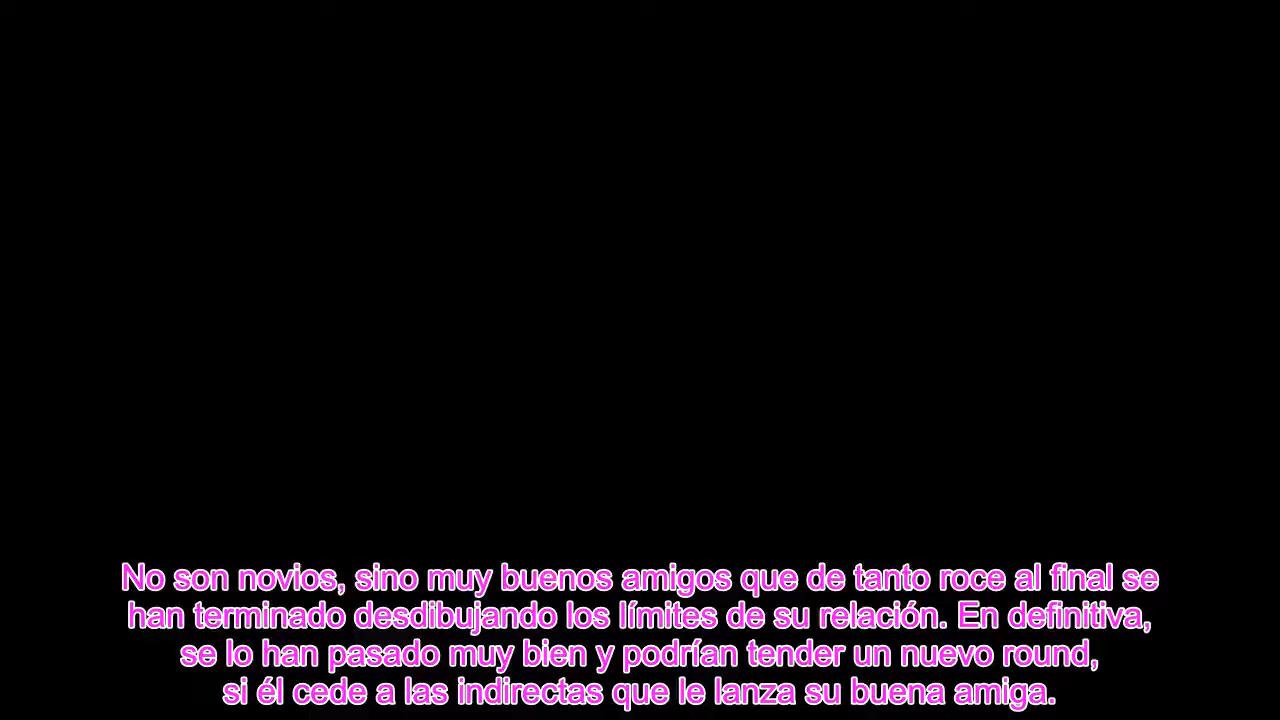 No son novios, sino muy buenos amigos que de tanto roce al final se
han terminado desdibujando los límites de su relación. En definitiva,
se lo han pasado muy bien y podrían tender un nuevo round,
si él cede a las indirectas que le lanza su buena amiga.